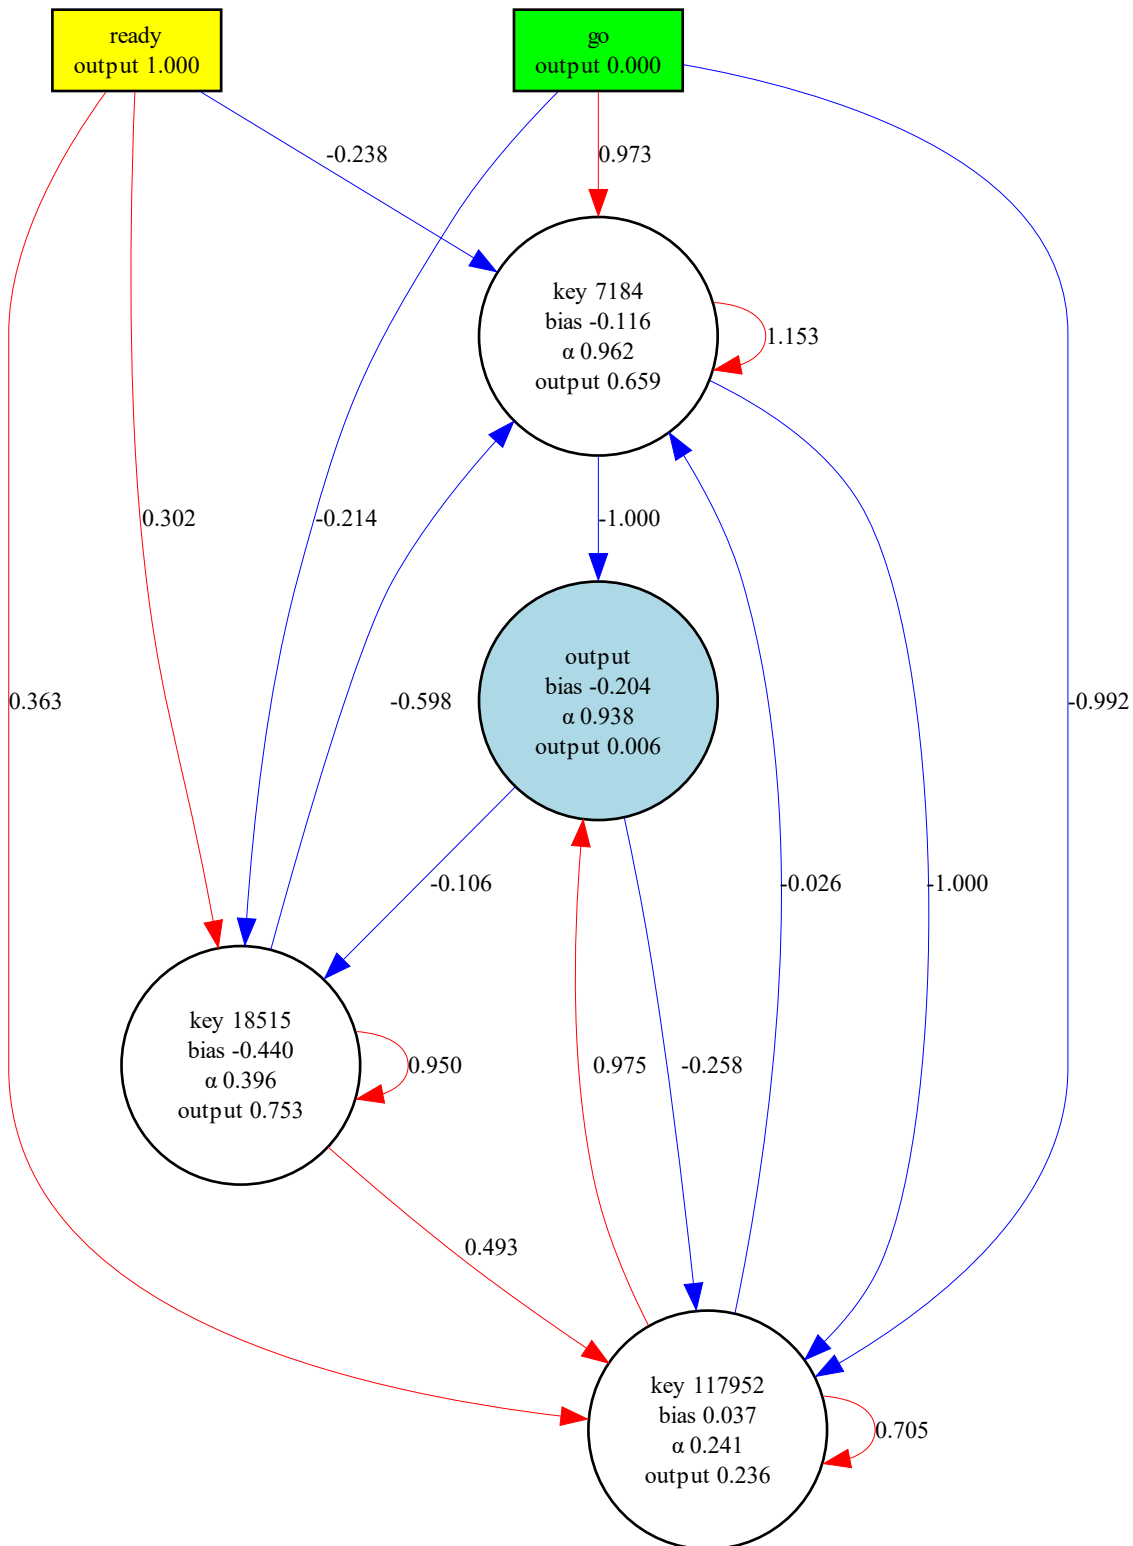 ready
output 1.000
go
output 0.000
-0.238
0.973
key 7184
bias -0.116
α 0.962
output 0.659
1.153
0.302
-0.214
-1.000
output
bias -0.204
α 0.938
output 0.006
0.363
-0.598
-0.992
-0.106
-0.026
-1.000
key 18515
bias -0.440
α 0.396
output 0.753
0.950
0.975
-0.258
0.493
key 117952
bias 0.037
α 0.241
output 0.236
0.705